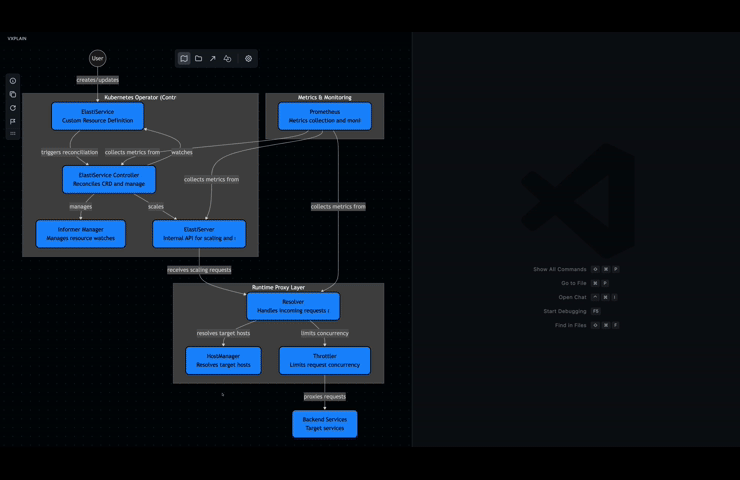 VXPLAIN
User
creates/updates
Kubernetes Operator (Contr
Metrics & Monitoring
ElastiService
Custom Resource Definition
Prometheus
Metrics collection and moni
triggers reconciliation
collects metrics from
watches
ElastiService Controller
Reconciles CRD and manage
collects metrics from
manages
scales
collects metrics from
Informer Manager
Manages resource watches
ElastiServer
Internal API for scaling and i
receives scaling requests
Runtime Proxy Layer
Resolver
Handles incoming requests a
resolves target hosts
limits concurrency
HostManager
Resolves target hosts
Throttler
Limits request concurrency
proxies requests
Backend Services
Target services
Show All Commands ⇧ ⌘ P
Go to File ⌘ P
Open Chat ⌃ ⌘ I
Start Debugging F5
Find in Files ⇧ ⌘ F